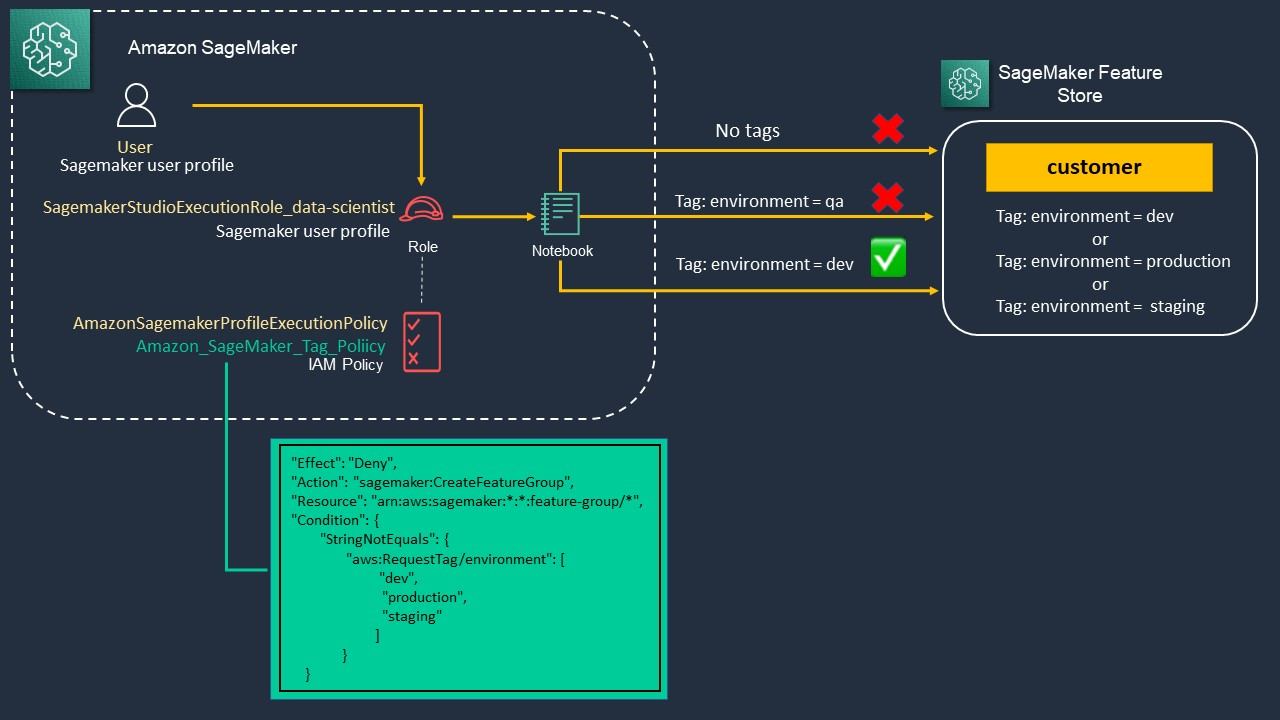 Amazon SageMaker
User
Sagemaker user profile
SagemakerStudioExecutionRole_data-scientist
Sagemaker user profile
Role
Notebook
AmazonSagemakerProfileExecutionPolicy
Amazon_SageMaker_Tag_Poliicy
IAM Policy
No tags
Tag: environment = qa
Tag: environment = dev
SageMaker Feature
Store
customer
Tag: environment = dev
or
Tag: environment = production
or
Tag: environment = staging
"Effect": "Deny",
"Action": "sagemaker:CreateFeatureGroup",
"Resource": "arn:aws:sagemaker:*:*:feature-group/*",
"Condition": {
"StringNotEquals": {
"aws:RequestTag/environment": [
"dev",
"production",
"staging"
]
}
}